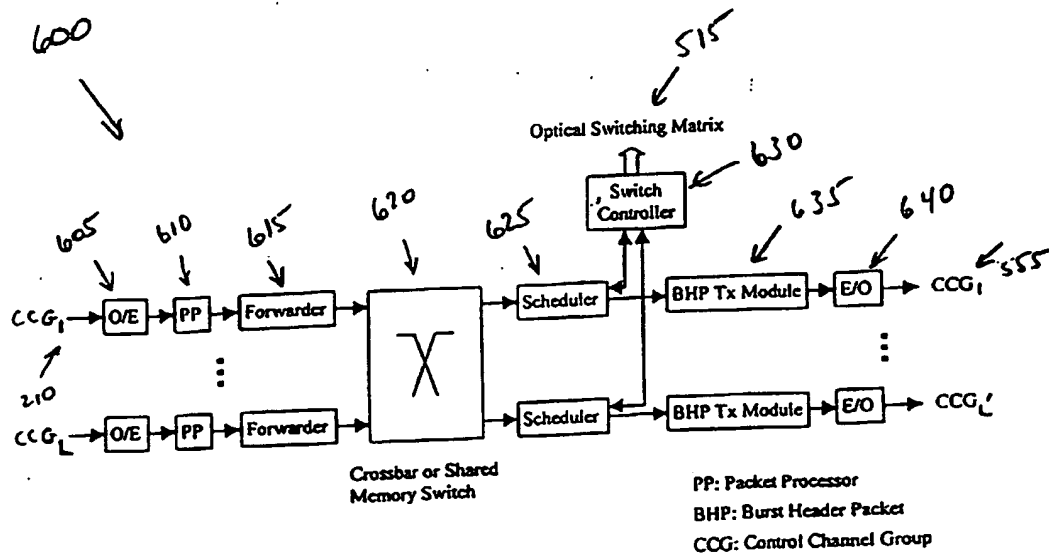 600
515
Optical Switching Matrix
630
Switch
Controller
605
610
615
620
625
635
640
555
CCG1
O/E
PP
Forwarder
Scheduler
BHP Tx Module
E/O
CCG1
210
CCGL
O/E
PP
Forwarder
Scheduler
BHP Tx Module
E/O
CCGL'
Crossbar or Shared
Memory Switch
PP: Packet Processor
BHP: Burst Header Packet
CCG: Control Channel Group